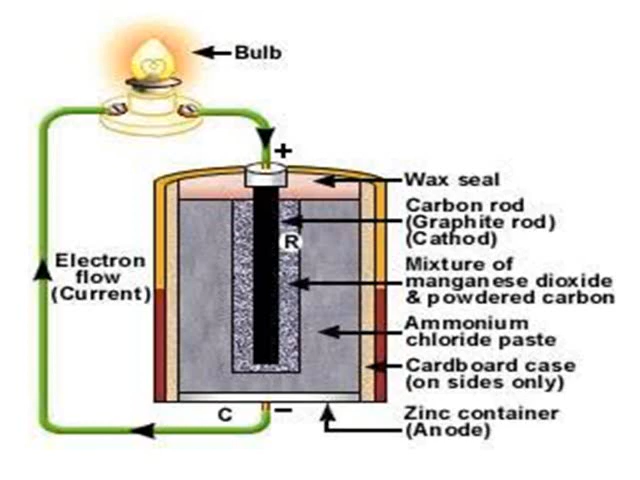 Bulb
+
Wax seal
Carbon rod
(Graphite rod)
(Cathod)
R
Electron
flow
(Current)
Mixture of
manganese dioxide
& powdered carbon
Ammonium
chloride paste
Cardboard case
(on sides only)
C
−
Zinc container
(Anode)